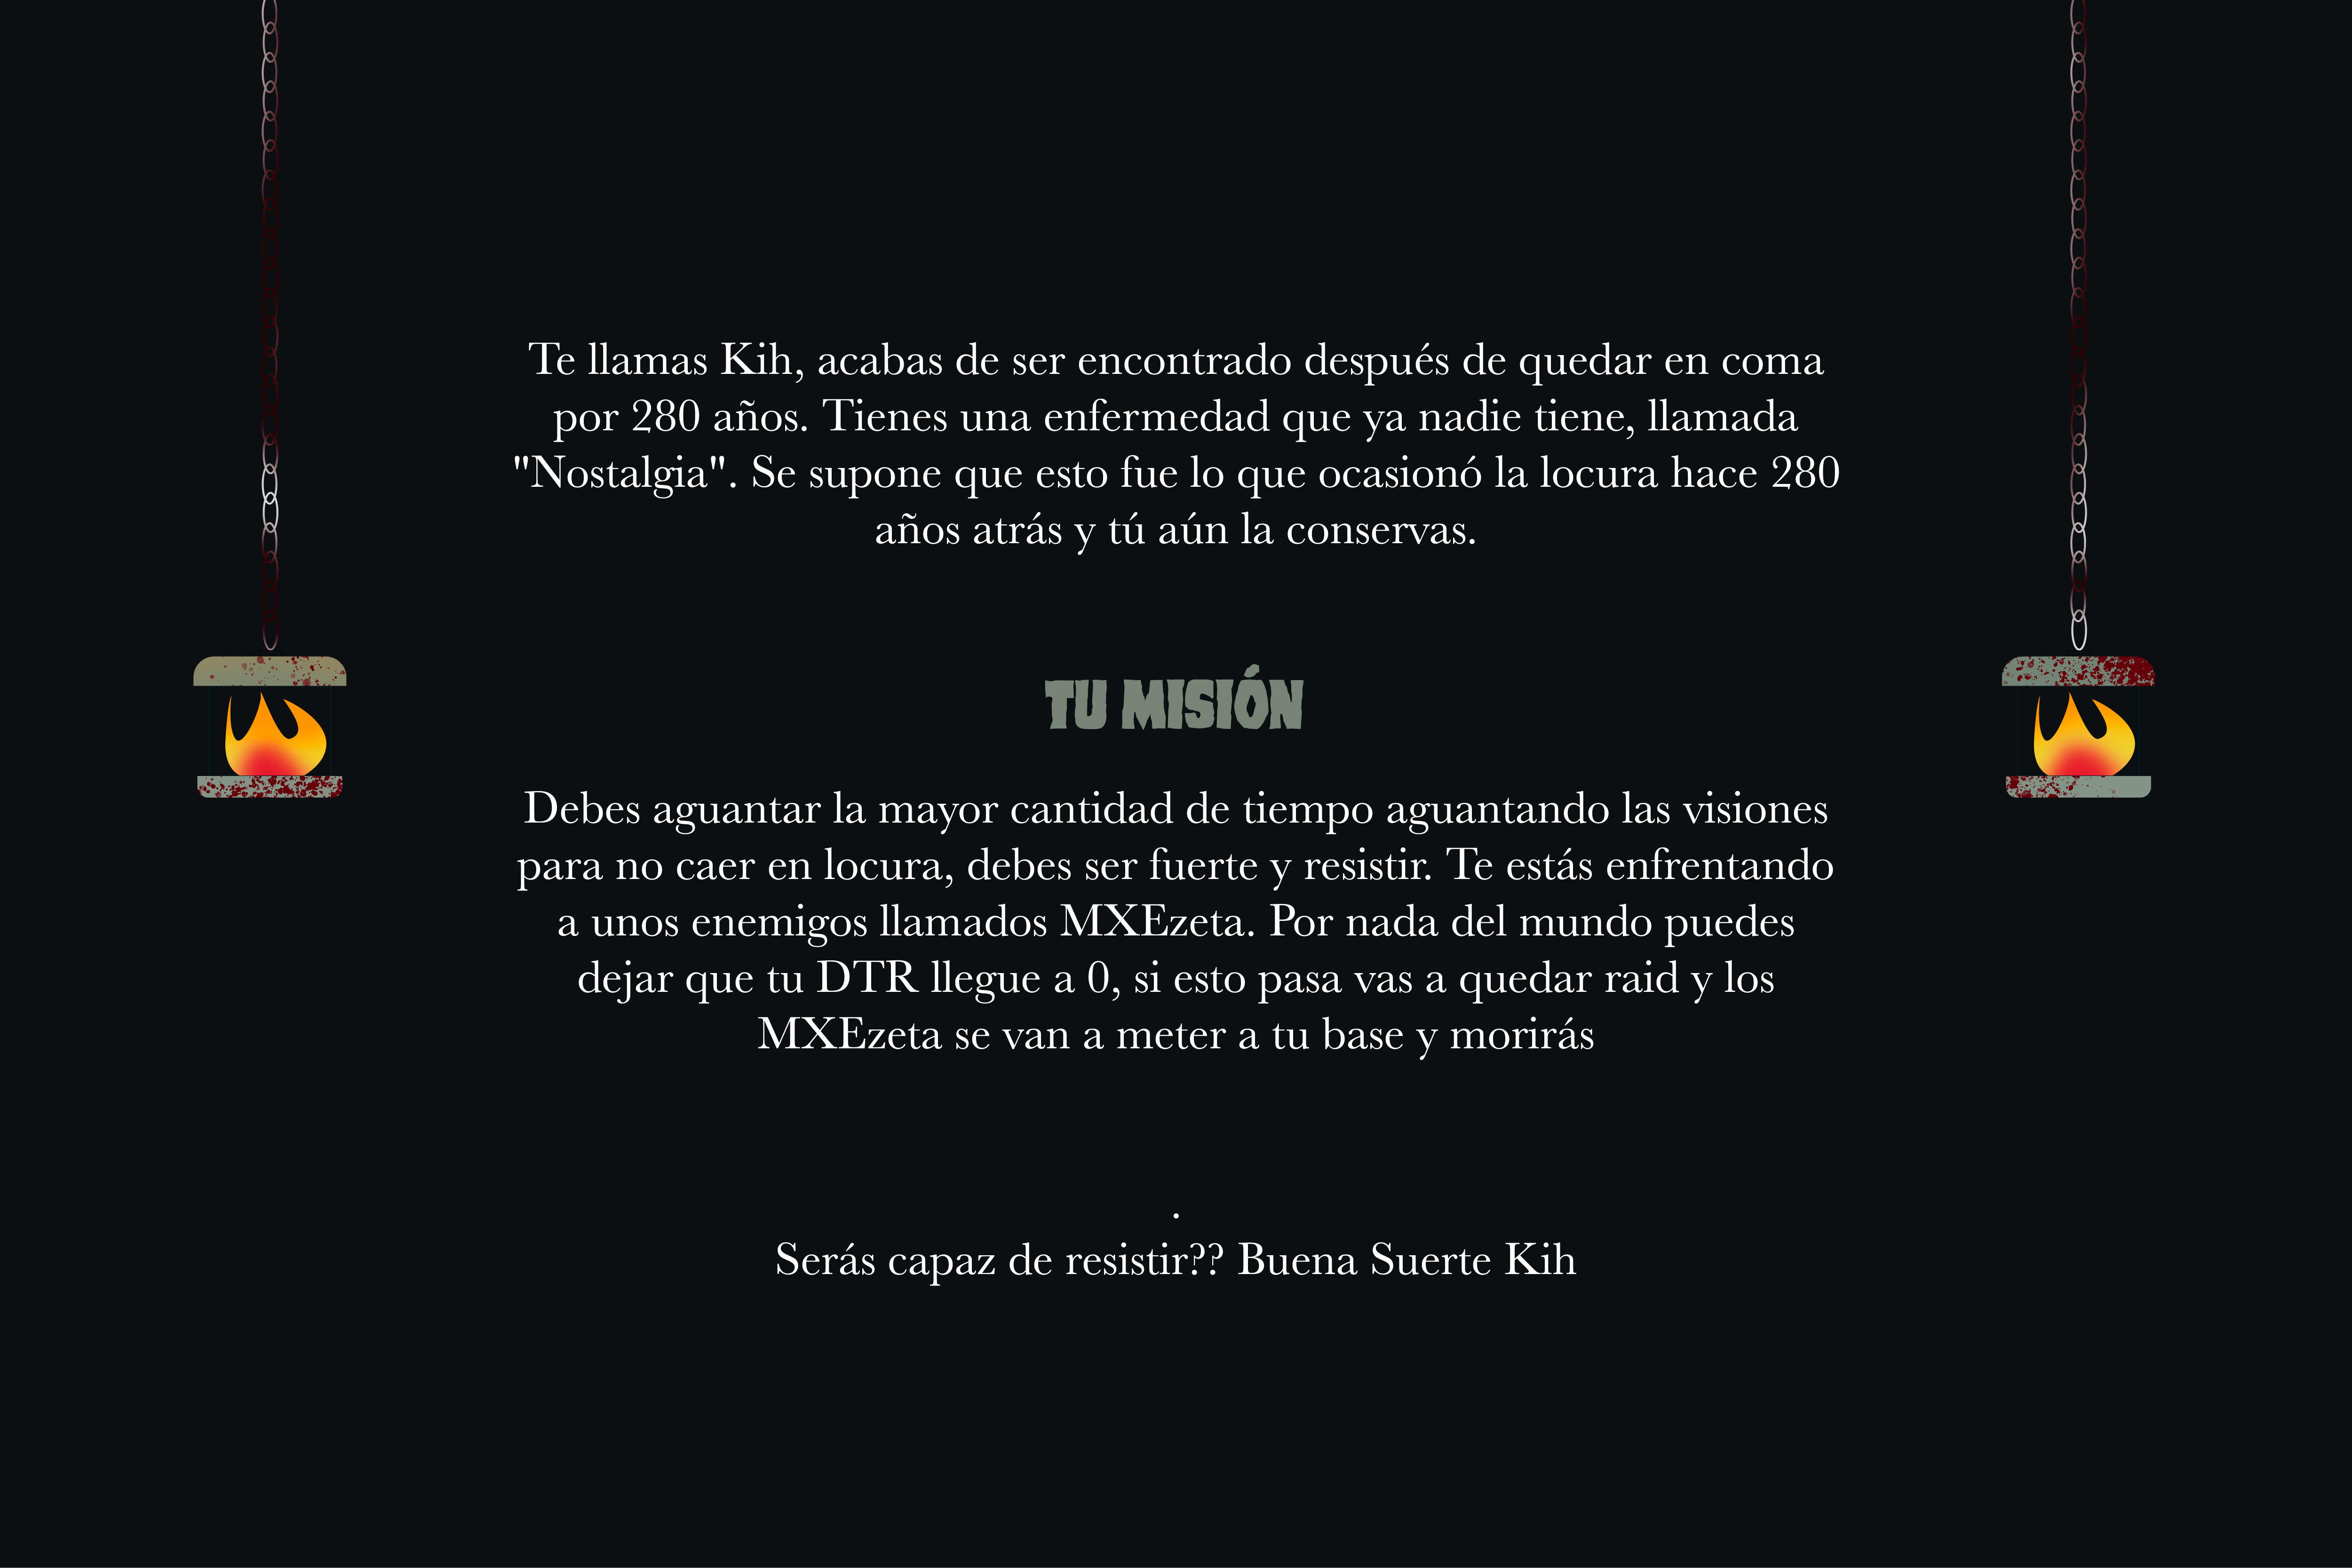 Te llamas Kih, acabas de ser encontrado después de quedar en coma
por 280 años. Tienes una enfermedad que ya nadie tiene, llamada
"Nostalgia". Se supone que esto fue lo que ocasionó la locura hace 280
años atrás y tú aún la conservas.
TU MISIÓN
Debes aguantar la mayor cantidad de tiempo aguantando las visiones
para no caer en locura, debes ser fuerte y resistir. Te estás enfrentando
a unos enemigos llamados MXEzeta. Por nada del mundo puedes
dejar que tu DTR llegue a 0, si esto pasa vas a quedar raid y los
MXEzeta se van a meter a tu base y morirás
.
Serás capaz de resistir?? Buena Suerte Kih